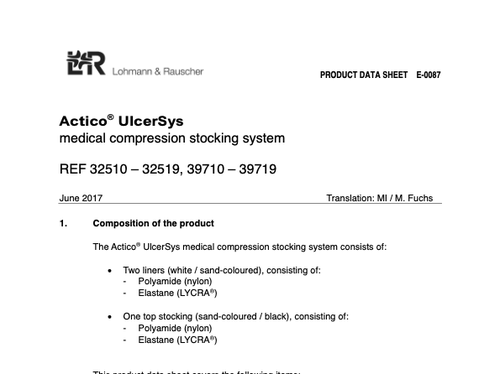 L&R Lohmann & Rauscher
PRODUCT DATA SHEET E-0087
Actico® UlcerSys
medical compression stocking system
REF 32510 – 32519, 39710 – 39719
June 2017 Translation: MI / M. Fuchs
1. Composition of the product
The Actico® UlcerSys medical compression stocking system consists of:
• Two liners (white / sand-coloured), consisting of:
- Polyamide (nylon)
- Elastane (LYCRA®)
• One top stocking (sand-coloured / black), consisting of:
- Polyamide (nylon)
- Elastane (LYCRA®)
This product data sheet covers the following items: